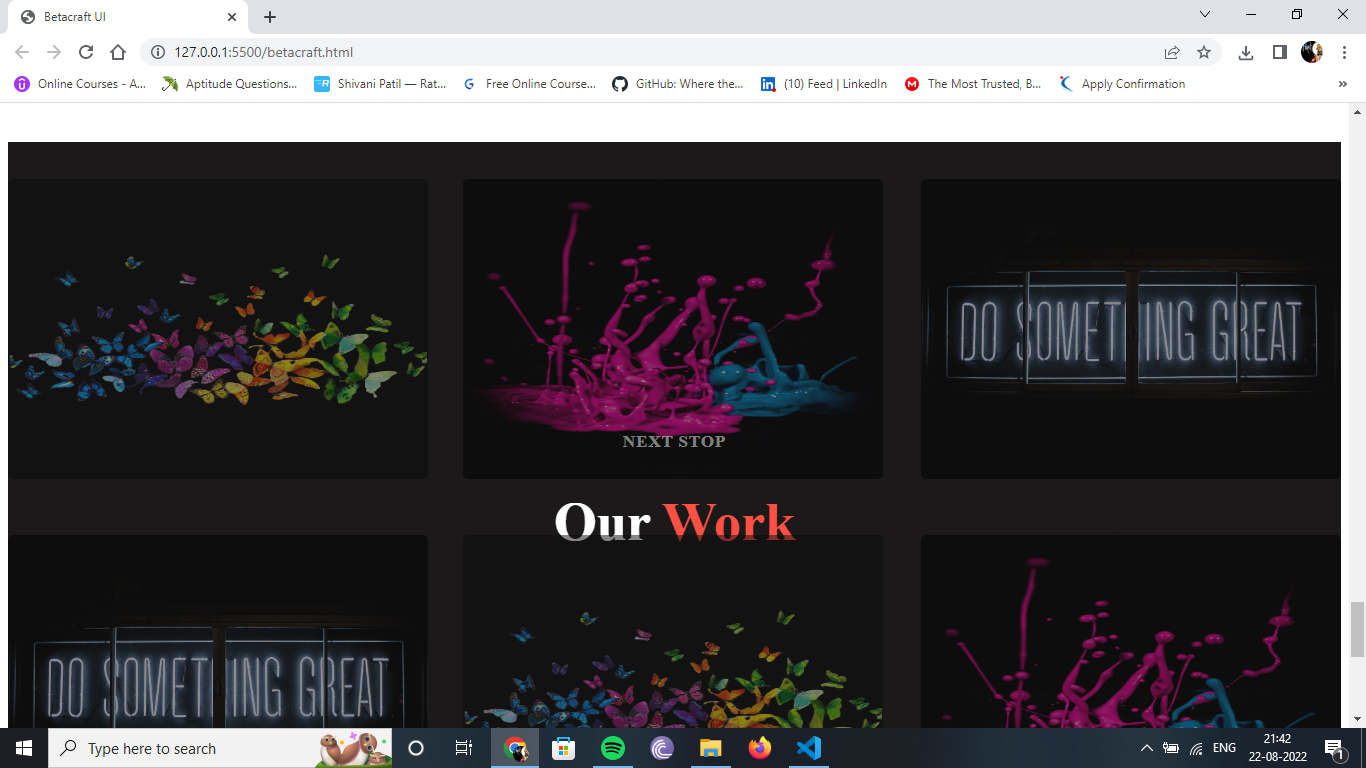 Betacraft UI
127.0.0.1:5500/betacraft.html
Online Courses - A...
Aptitude Questions...
Shivani Patil — Rat...
Free Online Course...
GitHub: Where the...
(10) Feed | LinkedIn
The Most Trusted, B...
Apply Confirmation
»
DO SOMETHING GREAT
NEXT STOP
Our Work
DO SOMETHING GREAT
Type here to search
ENG
21:42
22-08-2022
1